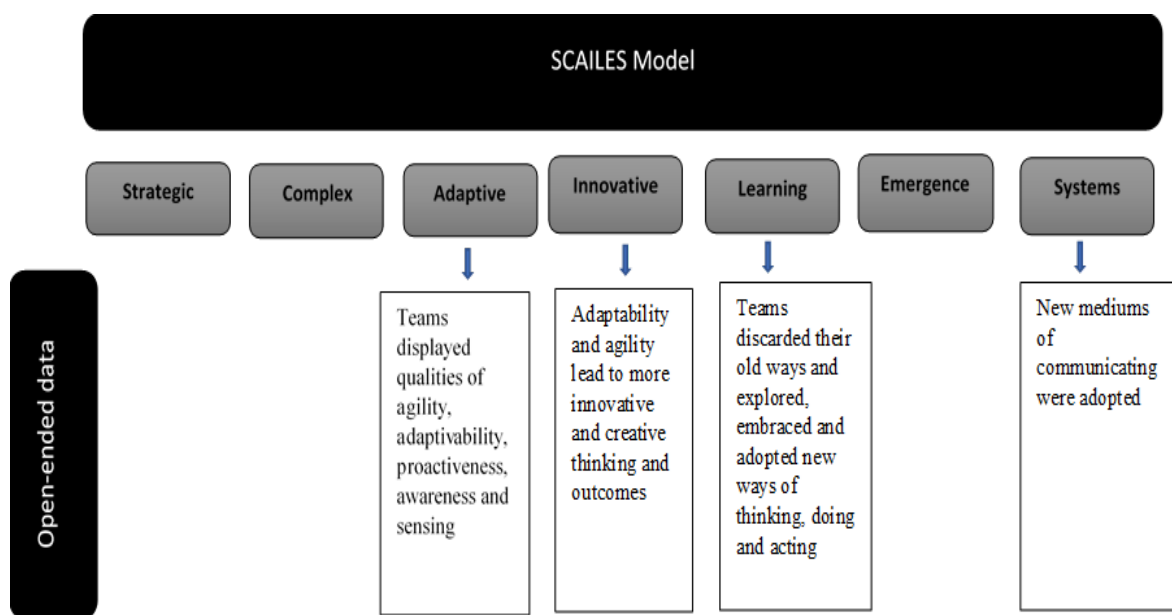 SCAILES Model
Strategic
Complex
Adaptive
Innovative
Learning
Emergence
Systems
Open-ended data
Teams
displayed
qualities of
agility,
adaptivability,
proactiveness,
awareness and
sensing
Adaptability
and agility
lead to more
innovative
and creative
thinking and
outcomes
Teams
discarded their
old ways and
explored,
embraced and
adopted new
ways of
thinking, doing
and acting
New mediums
of
communicating
were adopted